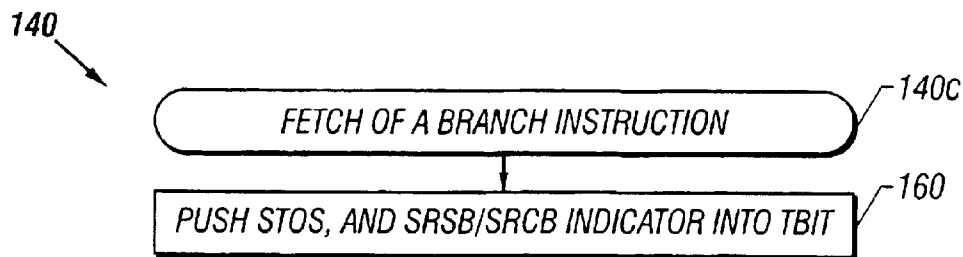 140
140c
FETCH OF A BRANCH INSTRUCTION
160
PUSH STOS, AND SRSB/SRCB INDICATOR INTO TBIT